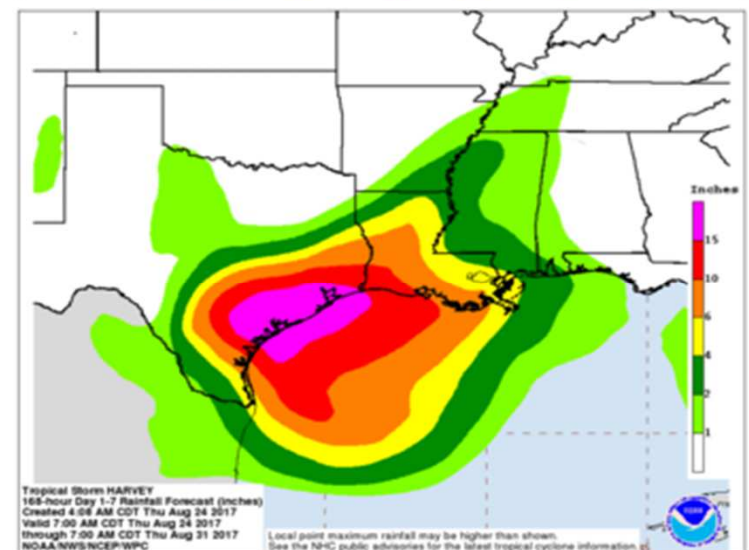 Inches
15
10
6
4
2
1
Tropical Storm HARVEY
168-hour Day 1-7 Rainfall Forecast (inches)
Created 4:08 AM CDT Thu Aug 24 2017
Valid 7:00 AM CDT Thu Aug 24 2017
through 7:00 AM CDT Thu Aug 31 2017
NOAA/NWS/NCEP/WPC
Local point maximum rainfall may be higher than shown.
See the NHC public advisories for the latest tropical cyclone information.